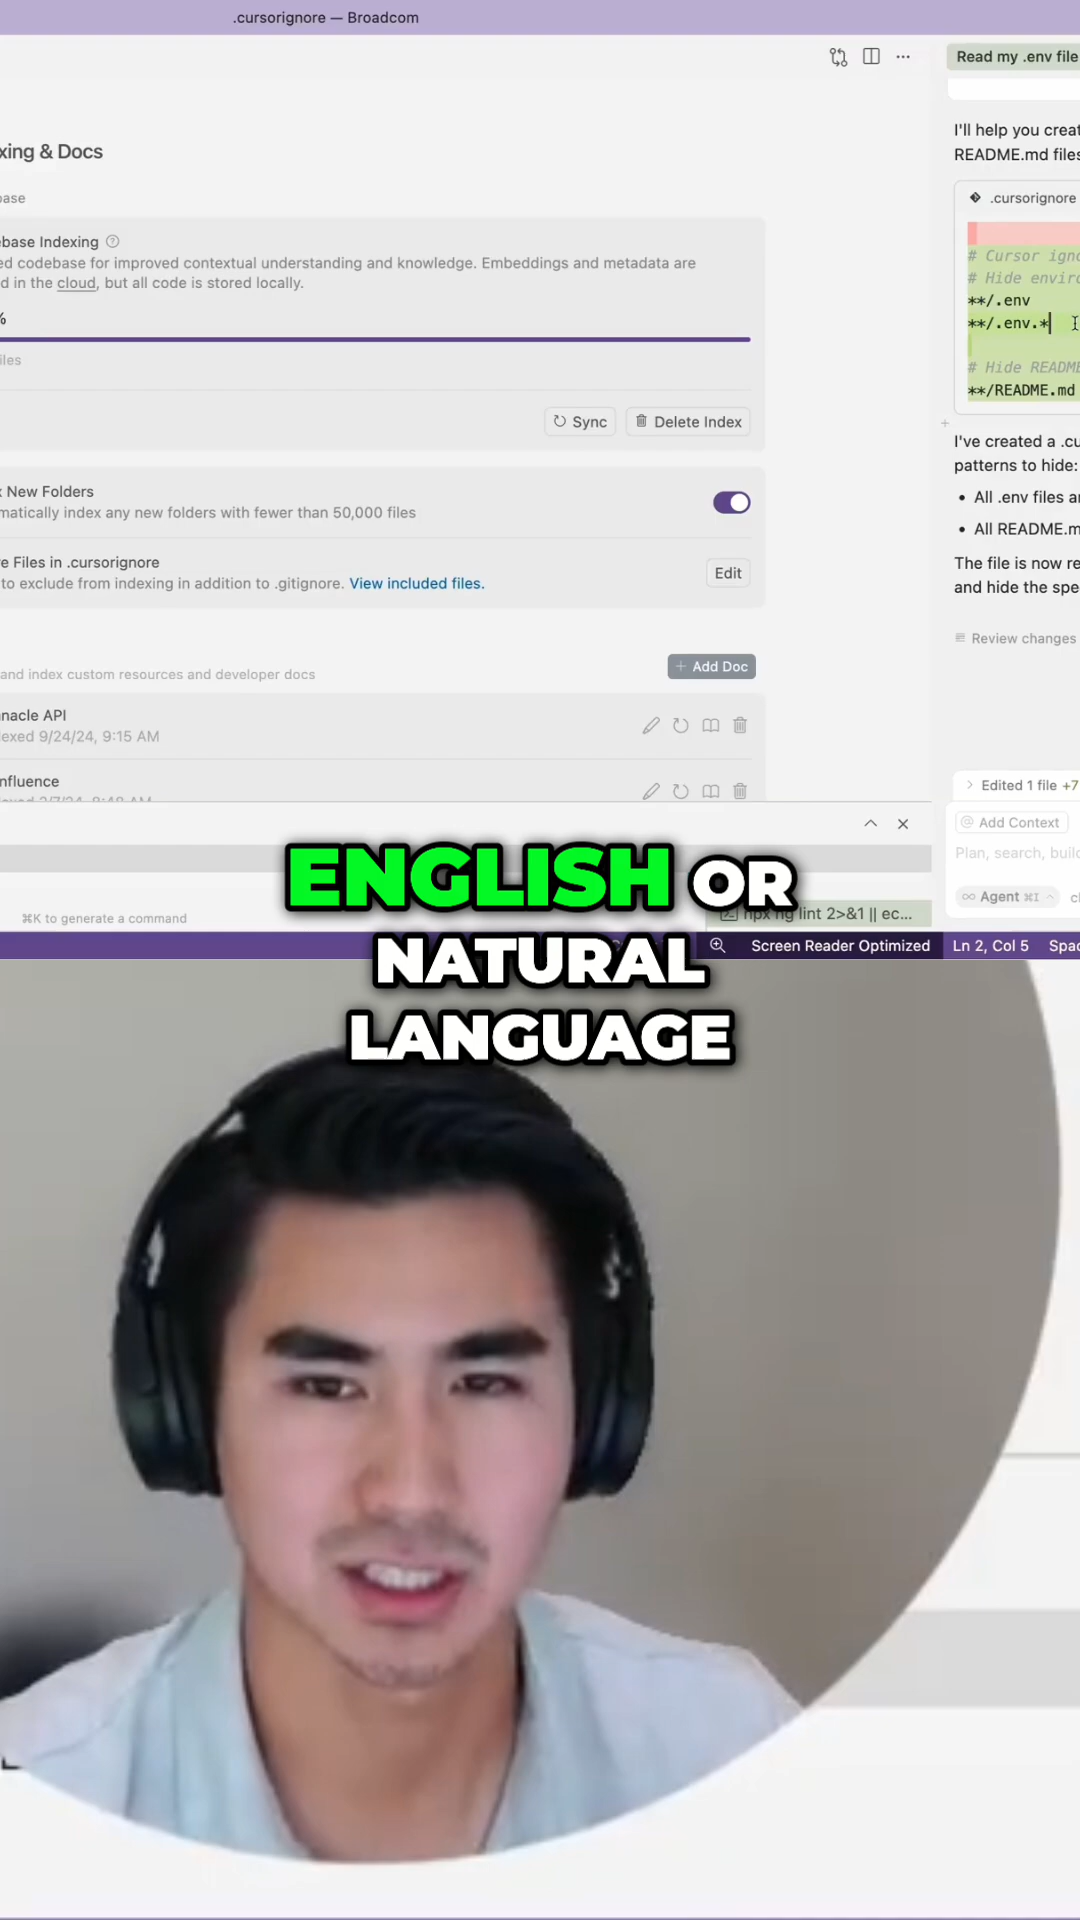 .cursorignore — Broadcom
Read my .env file
xing & Docs
I'll help you creat
README.md files
base
.cursorignore
ebase Indexing
ed codebase for improved contextual understanding and knowledge. Embeddings and metadata are
d in the cloud, but all code is stored locally.
%
iles
# Cursor igno
# Hide enviro
**/.env
**/.env.*
# Hide README
**/README.md
Sync
Delete Index
I've created a .cu
patterns to hide:
• All .env files a
• All README.m
The file is now re
and hide the spe
x New Folders
matically index any new folders with fewer than 50,000 files
e Files in .cursorignore
to exclude from indexing in addition to .gitignore. View included files.
Edit
Review changes
and index custom resources and developer docs
+ Add Doc
nacle API
exed 9/24/24, 9:15 AM
nfluence
Edited 1 file +7
@ Add Context
Plan, search, build
Agent ⌘I
ENGLISH OR
NATURAL
LANGUAGE
⌘K to generate a command
npx ng lint 2>&1 || ec...
Screen Reader Optimized
Ln 2, Col 5
Spac